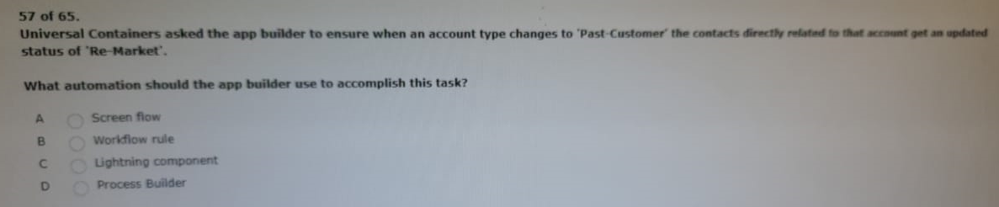 57 of 65.
Universal Containers asked the app builder to ensure when an account type changes to 'Past-Customer' the contacts directly related to that account get an updated
status of 'Re-Market'.
What automation should the app builder use to accomplish this task?
A Screen flow
B Workflow rule
C Lightning component
D Process Builder